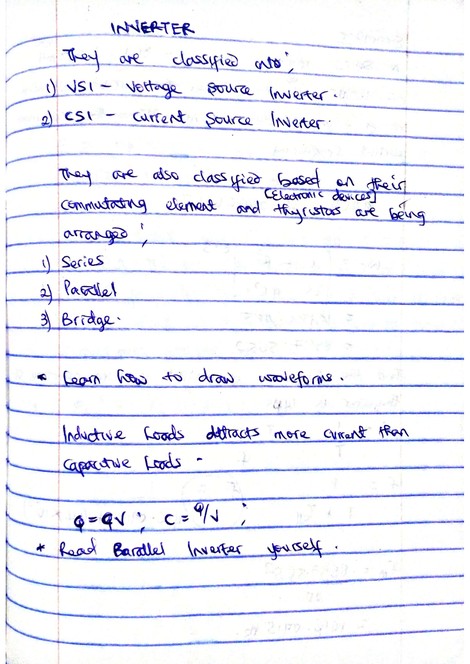 INVERTER
They are classified into;
1) VSI - Voltage Source Inverter.
2) CSI - Current Source Inverter.
They are also classified based on their
[Electronic devices]
commutating element and thyristors are being
arranged;
1) Series
2) Parallel
3) Bridge.
* Learn how to draw waveforms.
Inductive Loads attracts more current than
Capacitive Loads -
C = Q/V ;
* Read Parallel Inverter yourself.